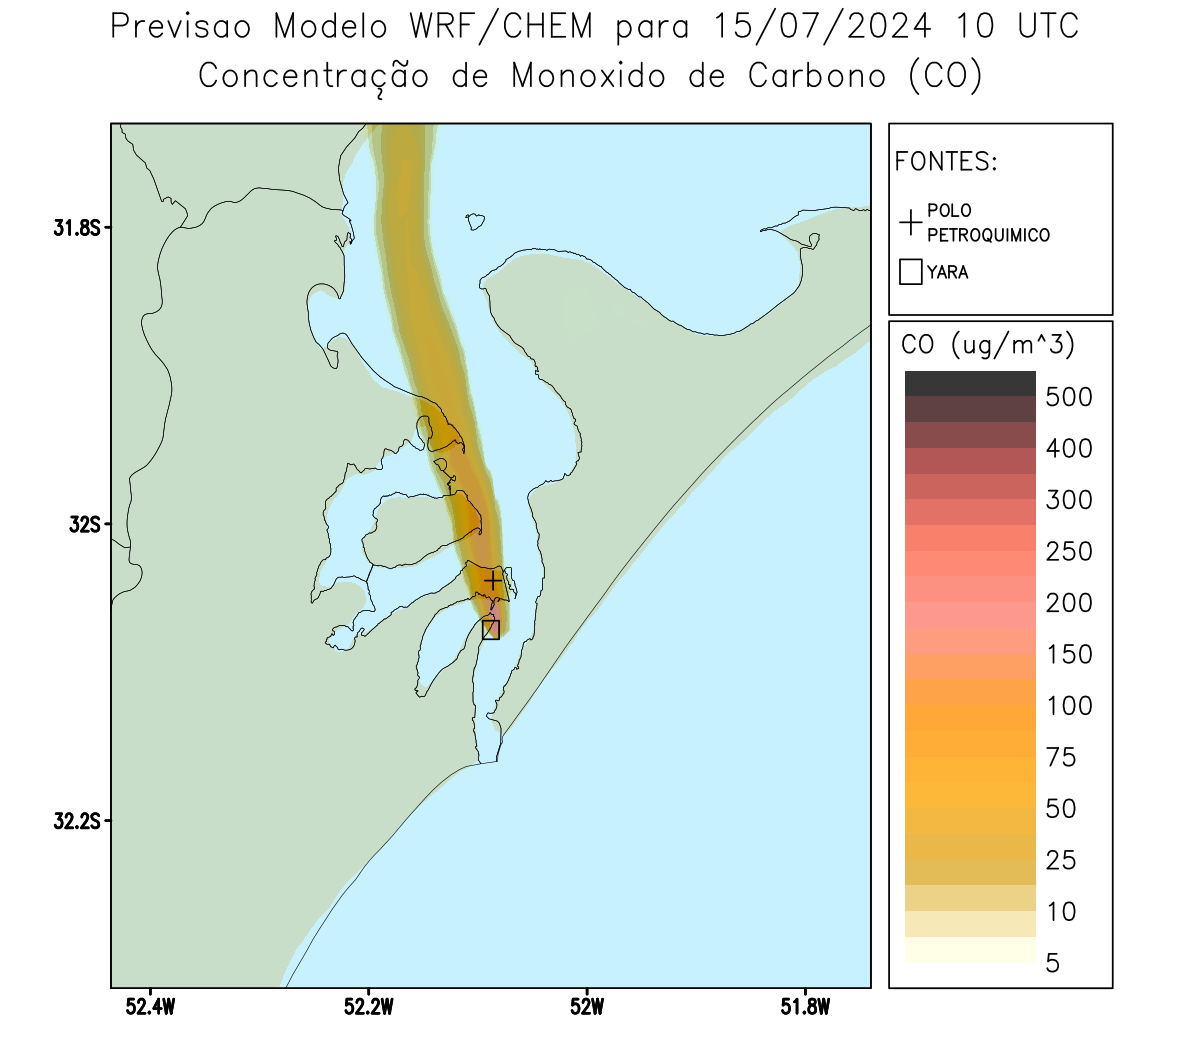 Previsao Modelo WRF/CHEM para 15/07/2024 10 UTC
Concentração de Monoxido de Carbono (CO)
FONTES:
POLO
PETROQUIMICO
YARA
CO (ug/m^3)
500
400
300
250
200
150
100
75
50
25
10
5
31.8S
32S
32.2S
52.4W
52.2W
52W
51.8W